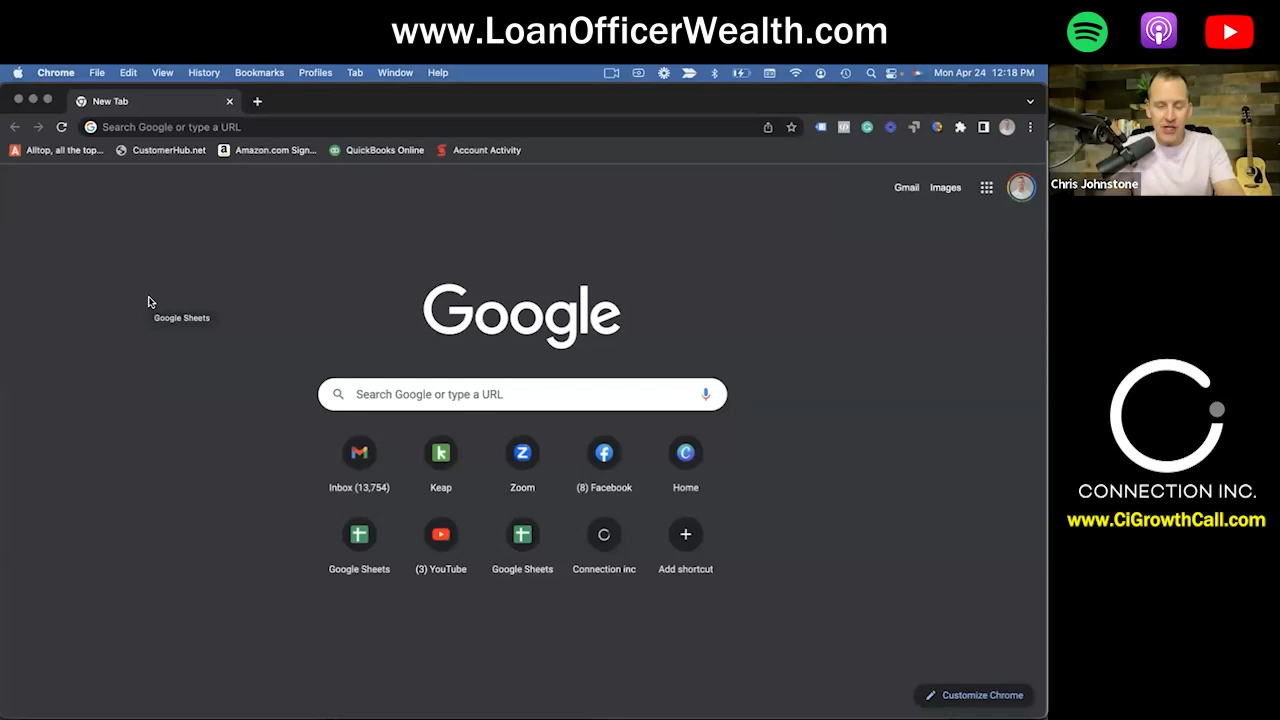 www.LoanOfficerWealth.com
Chrome File Edit View History Bookmarks Profiles Tab Window Help Mon Apr 24 12:18 PM
New Tab
Search Google or type a URL
Alltop, all the top... CustomerHub.net Amazon.com Sign... QuickBooks Online Account Activity
Chris Johnstone
Gmail Images
Google Sheets
Google
Search Google or type a URL
Inbox (13,754) Keap Zoom (8) Facebook Home
Google Sheets (3) YouTube Google Sheets Connection inc Add shortcut
Customize Chrome
CONNECTION INC.
www.CiGrowthCall.com